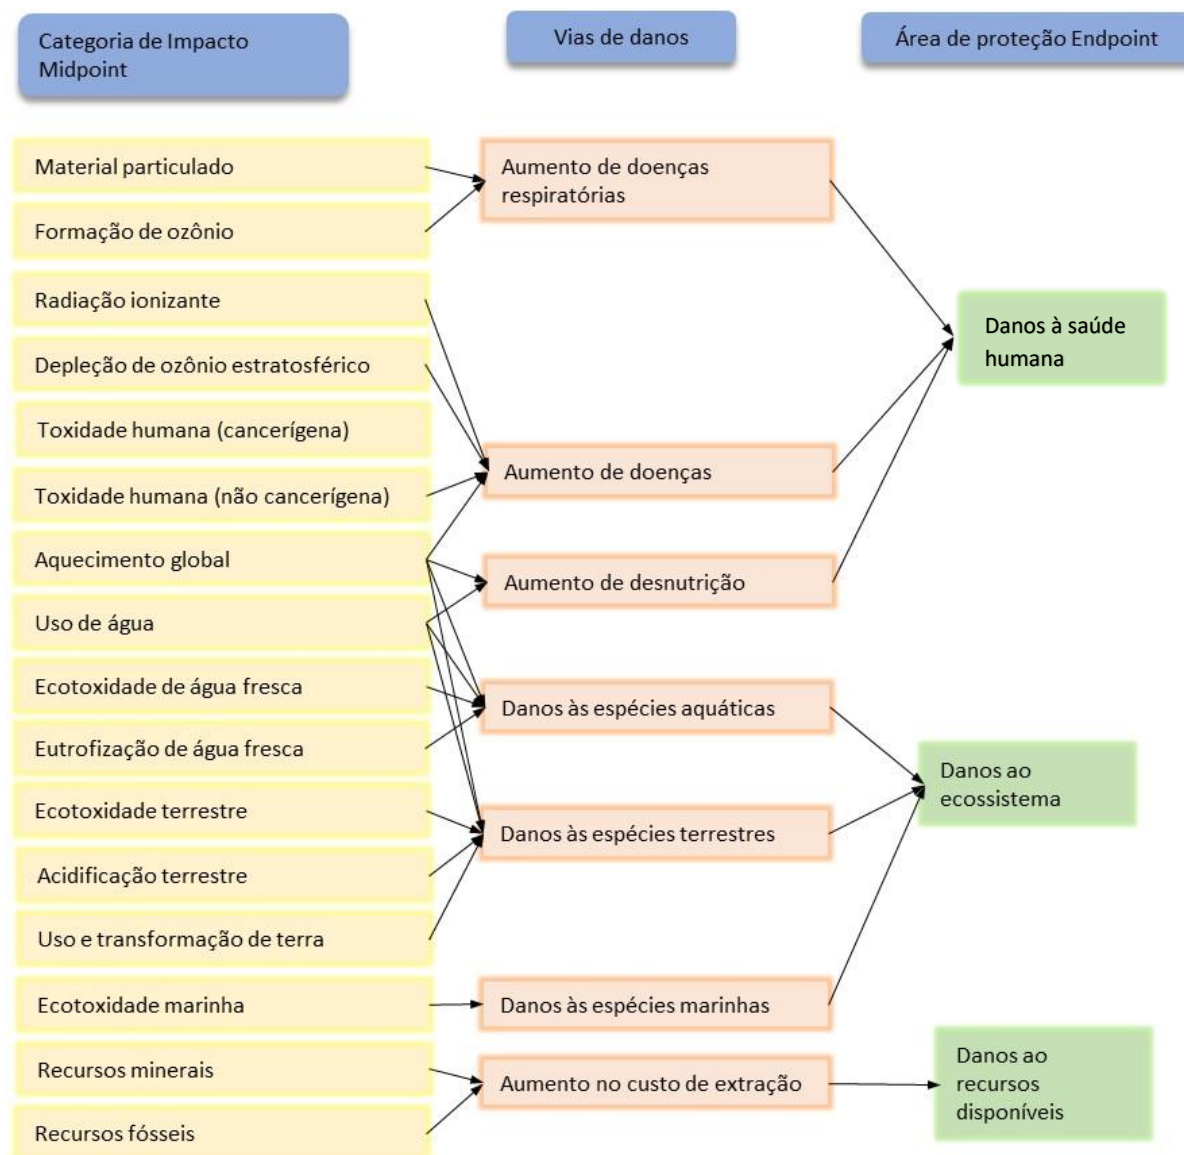 Categoria de Impacto
Midpoint
Vias de danos
Área de proteção Endpoint
Material particulado
Formação de ozônio
Radiação ionizante
Depleção de ozônio estratosférico
Toxidade humana (cancerígena)
Toxidade humana (não cancerígena)
Aquecimento global
Uso de água
Ecotoxidade de água fresca
Eutrofização de água fresca
Ecotoxidade terrestre
Acidificação terrestre
Uso e transformação de terra
Ecotoxidade marinha
Recursos minerais
Recursos fósseis
Aumento de doenças
respiratórias
Aumento de doenças
Aumento de desnutrição
Danos às espécies aquáticas
Danos às espécies terrestres
Danos às espécies marinhas
Aumento no custo de extração
Danos à saúde
humana
Danos ao
ecossistema
Danos ao
recursos
disponíveis